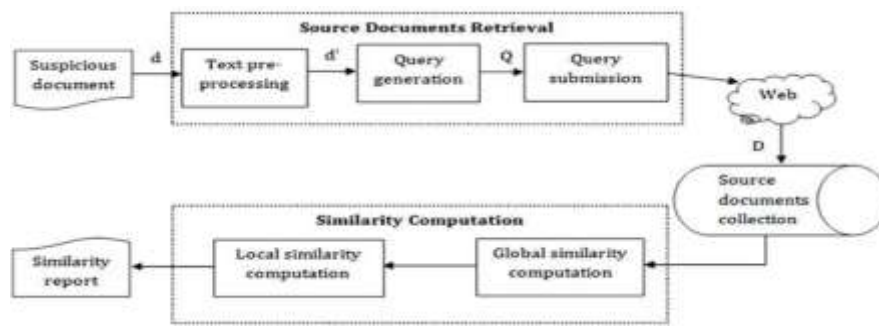 Source Documents Retrieval
Suspicious
document
d
Text pre-
processing
d'
Query
generation
Q
Query
submission
Web
D
Source
documents
collection
Similarity Computation
Global similarity
computation
Local similarity
computation
Similarity
report